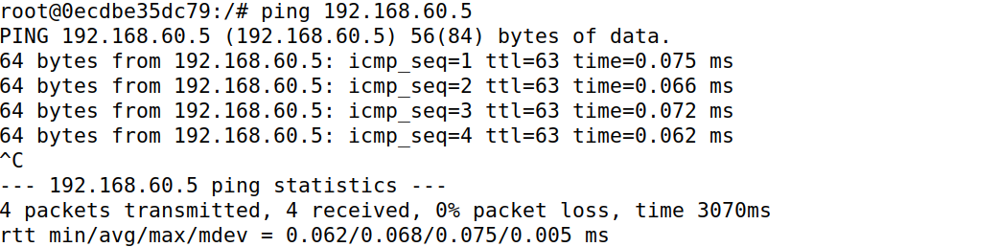 root@0ecdbe35dc79:/# ping 192.168.60.5
PING 192.168.60.5 (192.168.60.5) 56(84) bytes of data.
64 bytes from 192.168.60.5: icmp_seq=1 ttl=63 time=0.075 ms
64 bytes from 192.168.60.5: icmp_seq=2 ttl=63 time=0.066 ms
64 bytes from 192.168.60.5: icmp_seq=3 ttl=63 time=0.072 ms
64 bytes from 192.168.60.5: icmp_seq=4 ttl=63 time=0.062 ms
^C
--- 192.168.60.5 ping statistics ---
4 packets transmitted, 4 received, 0% packet loss, time 3070ms
rtt min/avg/max/mdev = 0.062/0.068/0.075/0.005 ms